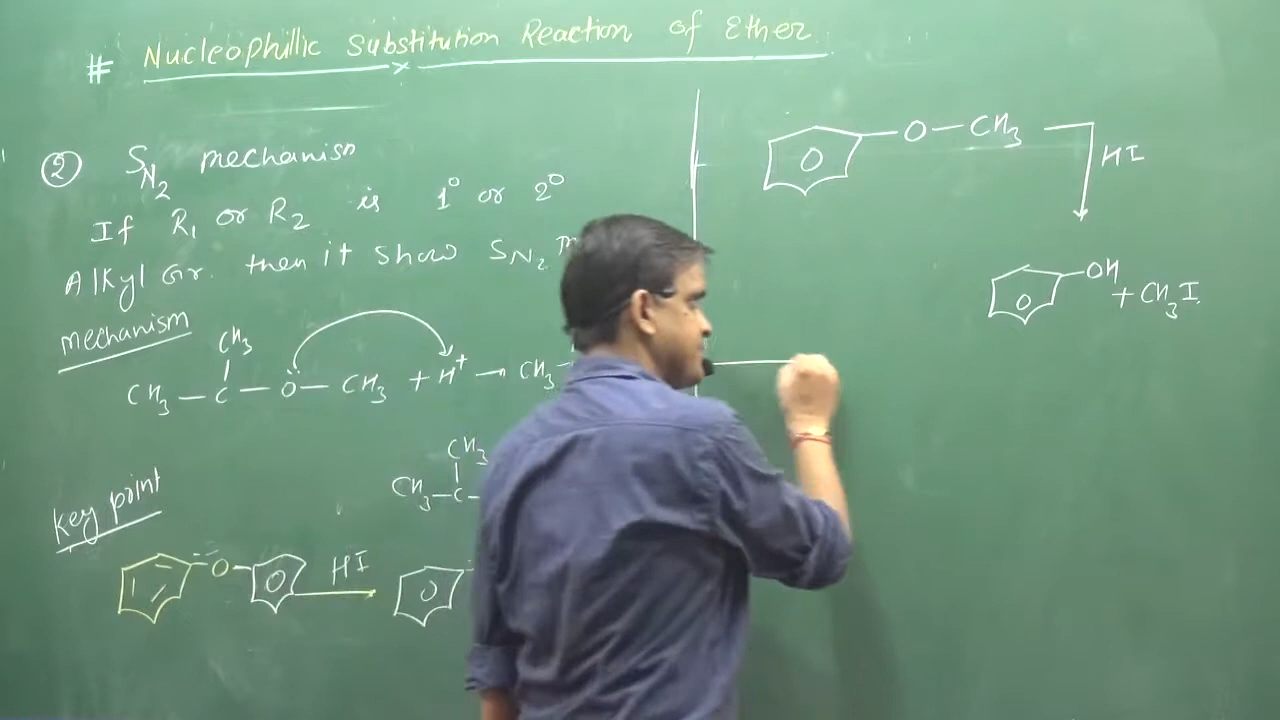 # Nucleophillic Substitution Reaction of Ether
② SN2 mechanism
If R1 or R2 is 1° or 2°
Alkyl Gr. then it show SN2 m
mechanism
CH3
CH3 — C — O — CH3 + H+ → CH3
CH3
CH3 — C —
Key point
O HI
O — CH3
HI
OH + CH3I